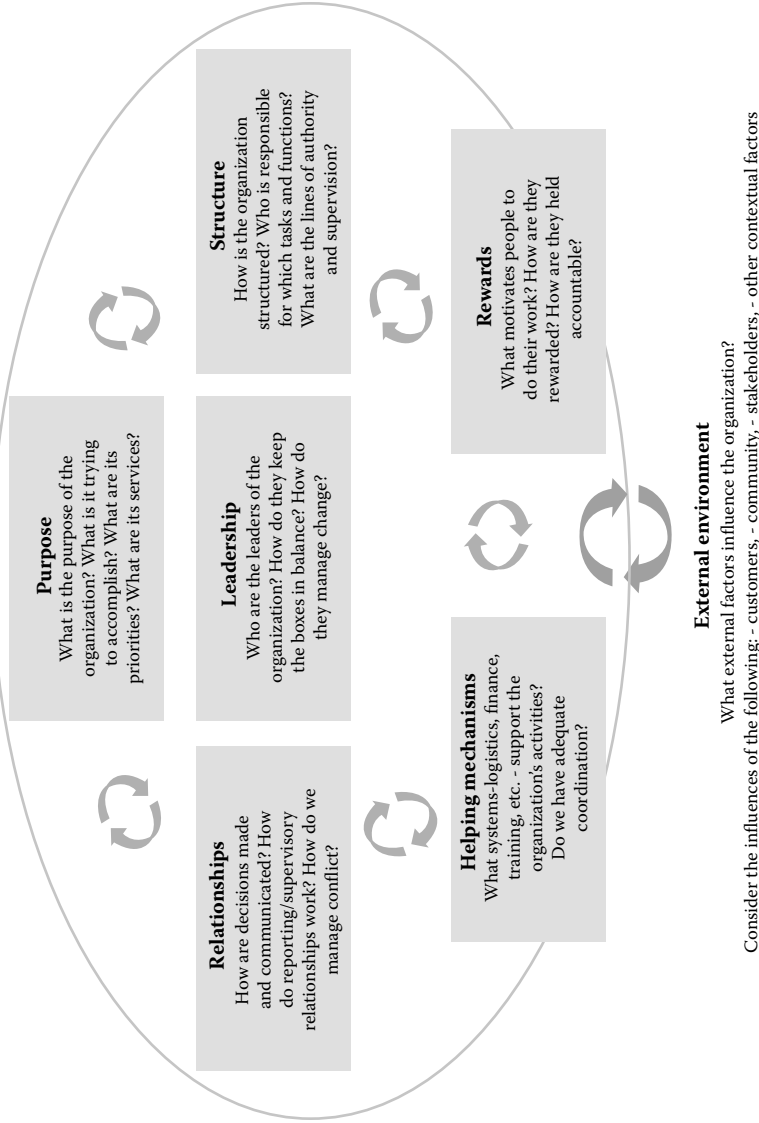 Purpose
What is the purpose of the
organization? What is it trying
to accomplish? What are its
priorities? What are its services?
Relationships
How are decisions made
and communicated? How
do reporting/supervisory
relationships work? How do we
manage conflict?
Leadership
Who are the leaders of the
organization? How do they keep
the boxes in balance? How do
they manage change?
Structure
How is the organization
structured? Who is responsible
for which tasks and functions?
What are the lines of authority
and supervision?
Helping mechanisms
What systems-logistics, finance,
training, etc. - support the
organization's activities?
Do we have adequate
coordination?
Rewards
What motivates people to
do their work? How are they
rewarded? How are they held
accountable?
External environment
What external factors influence the organization?
Consider the influences of the following: - customers, - community, - stakeholders, - other contextual factors